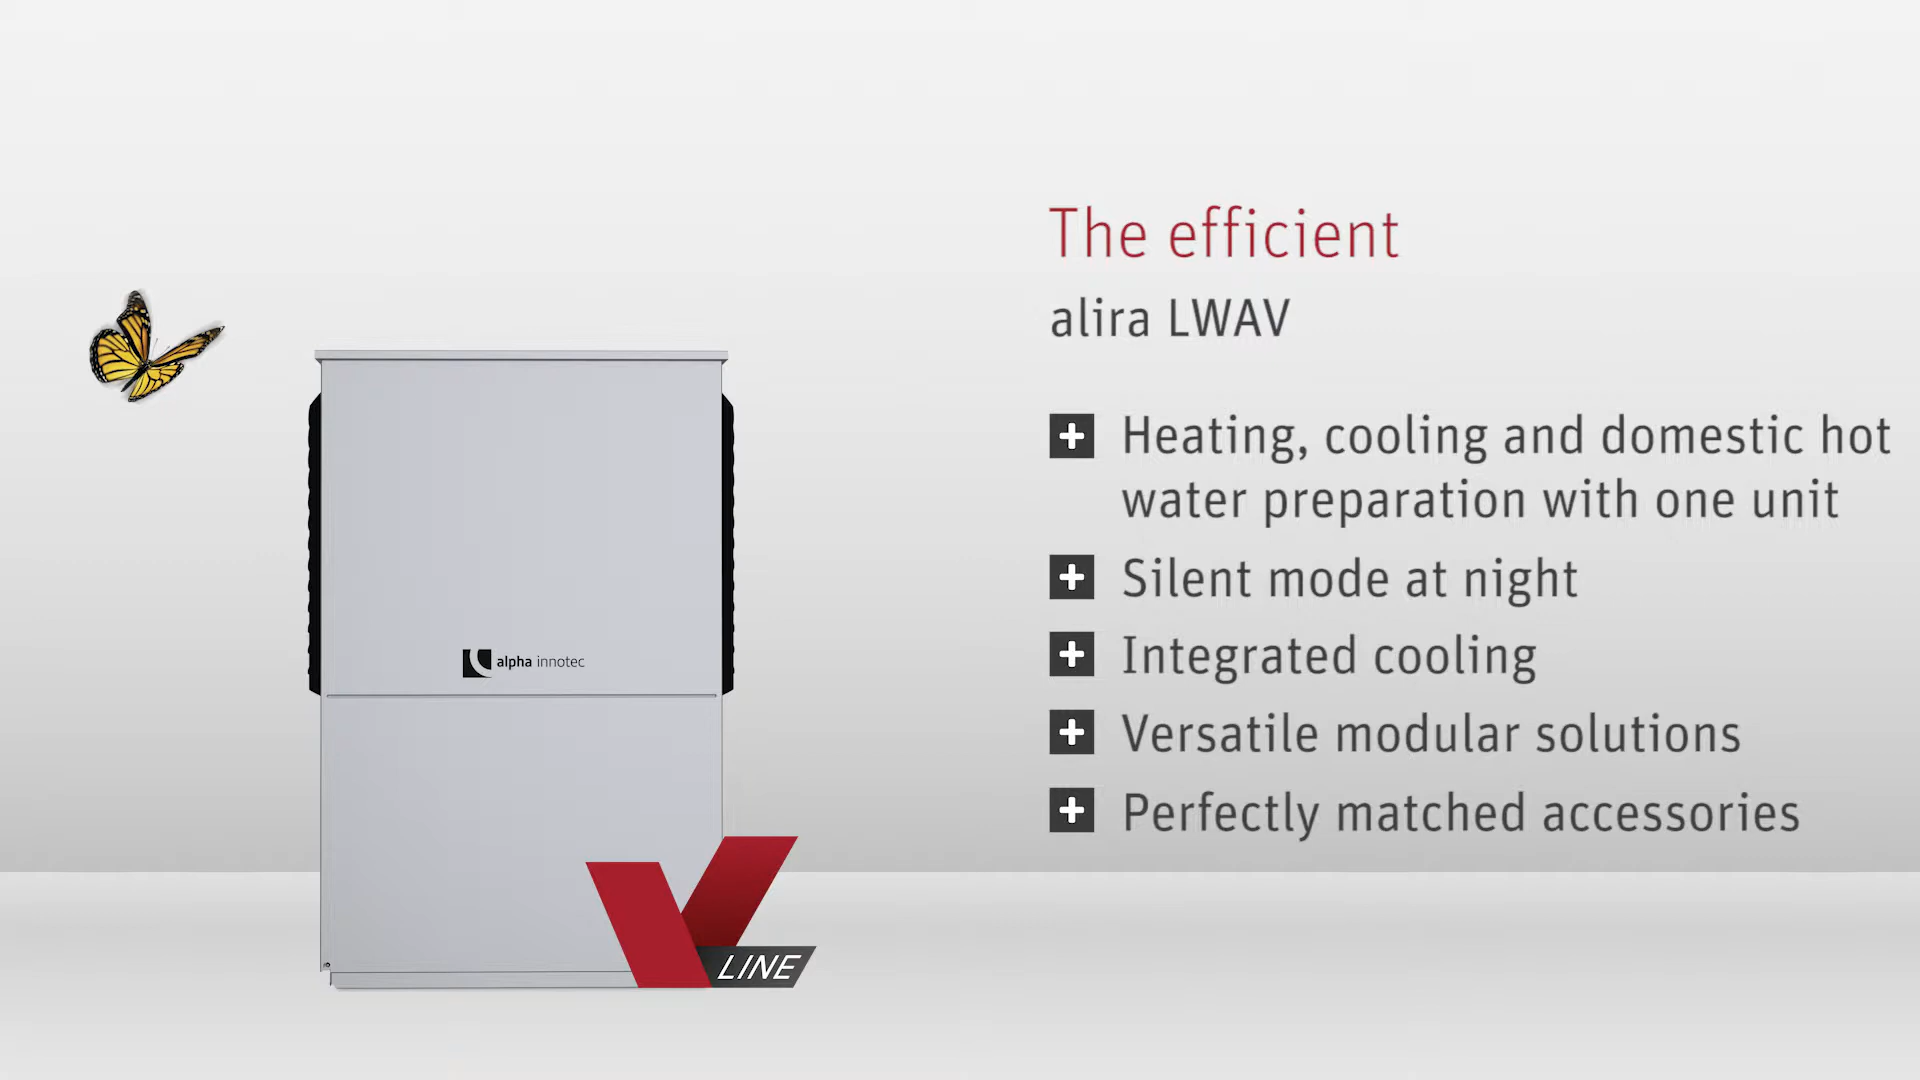 The efficient
alira LWAV
Heating, cooling and domestic hot
water preparation with one unit
Silent mode at night
Integrated cooling
Versatile modular solutions
Perfectly matched accessories
alpha innotec
V
LINE